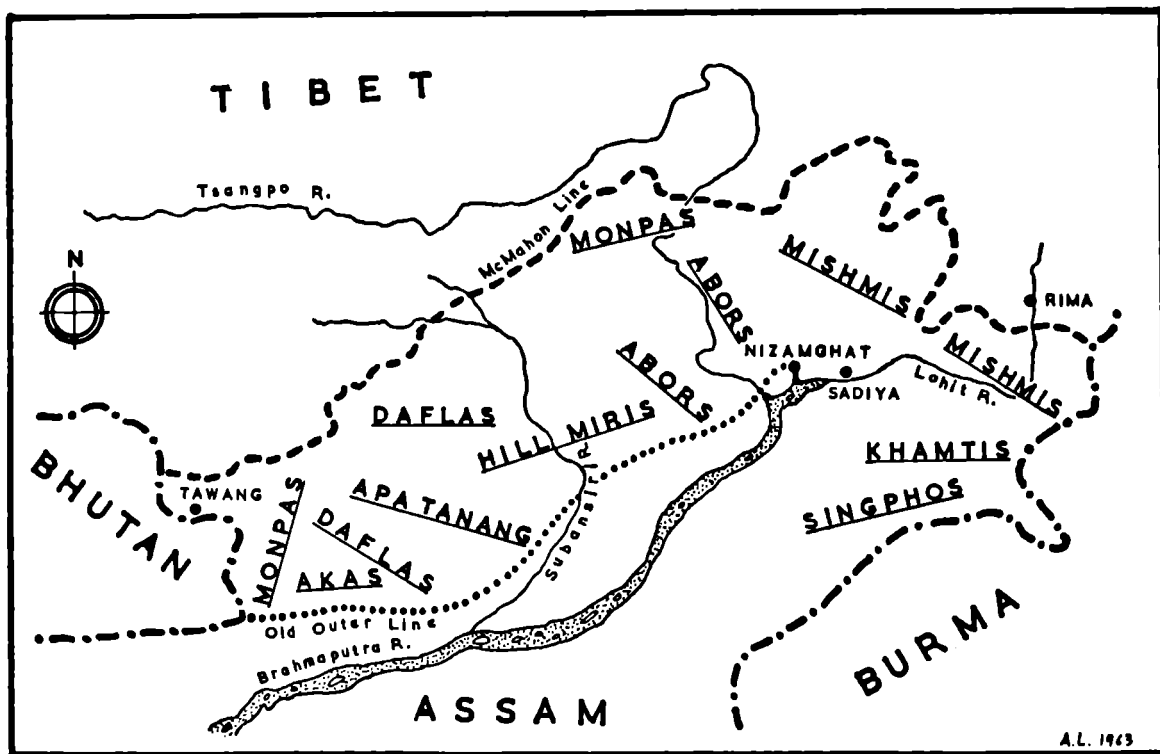 TIBET
Tsangpo R.
McMahon Line
N
MONPAS
MISHMIS
ABORS
RIMA
NIZAMGHAT
SADIYA
MISHMIS
Lohit R.
ABORS
DAFLAS
HILL MIRIS
KHAMTIS
BHUTAN
TAWANG
MONPAS
APA TANANG
SINGPHOS
DAFLAS
Subansiri R.
AKAS
Old Outer Line
Brahmaputra R.
BURMA
ASSAM
A.L. 1963